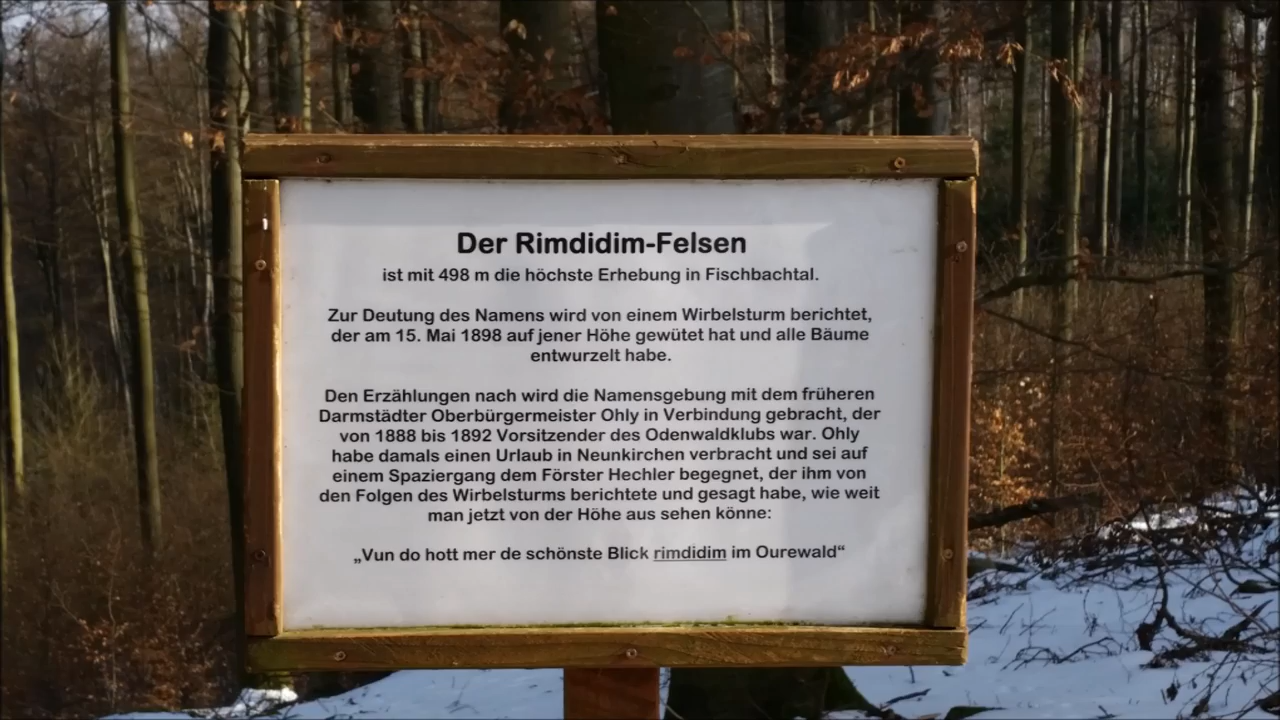 Der Rimdidim-Felsen
ist mit 498 m die höchste Erhebung in Fischbachtal.
Zur Deutung des Namens wird von einem Wirbelsturm berichtet,
der am 15. Mai 1898 auf jener Höhe gewütet hat und alle Bäume
entwurzelt habe.
Den Erzählungen nach wird die Namensgebung mit dem früheren
Darmstädter Oberbürgermeister Ohly in Verbindung gebracht, der
von 1888 bis 1892 Vorsitzender des Odenwaldklubs war. Ohly
habe damals einen Urlaub in Neunkirchen verbracht und sei auf
einem Spaziergang dem Förster Hechler begegnet, der ihm von
den Folgen des Wirbelsturms berichtete und gesagt habe, wie weit
man jetzt von der Höhe aus sehen könne:
„Vun do hott mer de schönste Blick rimdidim im Ourewald“